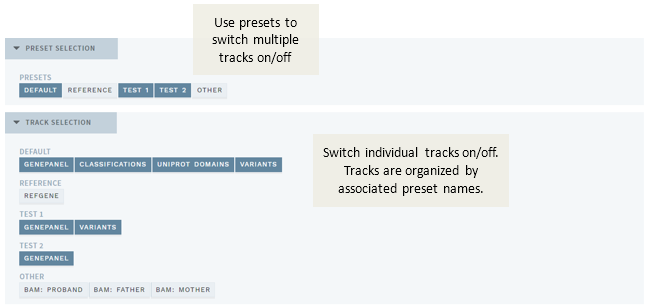 Use presets to
switch multiple
tracks on/off
PRESET SELECTION
PRESETS
DEFAULT REFERENCE TEST 1 TEST 2 OTHER
TRACK SELECTION
Switch individual tracks on/off.
Tracks are organized by
associated preset names.
DEFAULT
GENEPANEL CLASSIFICATIONS UNIPROT DOMAINS VARIANTS
REFERENCE
REFGENE
TEST 1
GENEPANEL VARIANTS
TEST 2
GENEPANEL
OTHER
BAM: PROBAND BAM: FATHER BAM: MOTHER